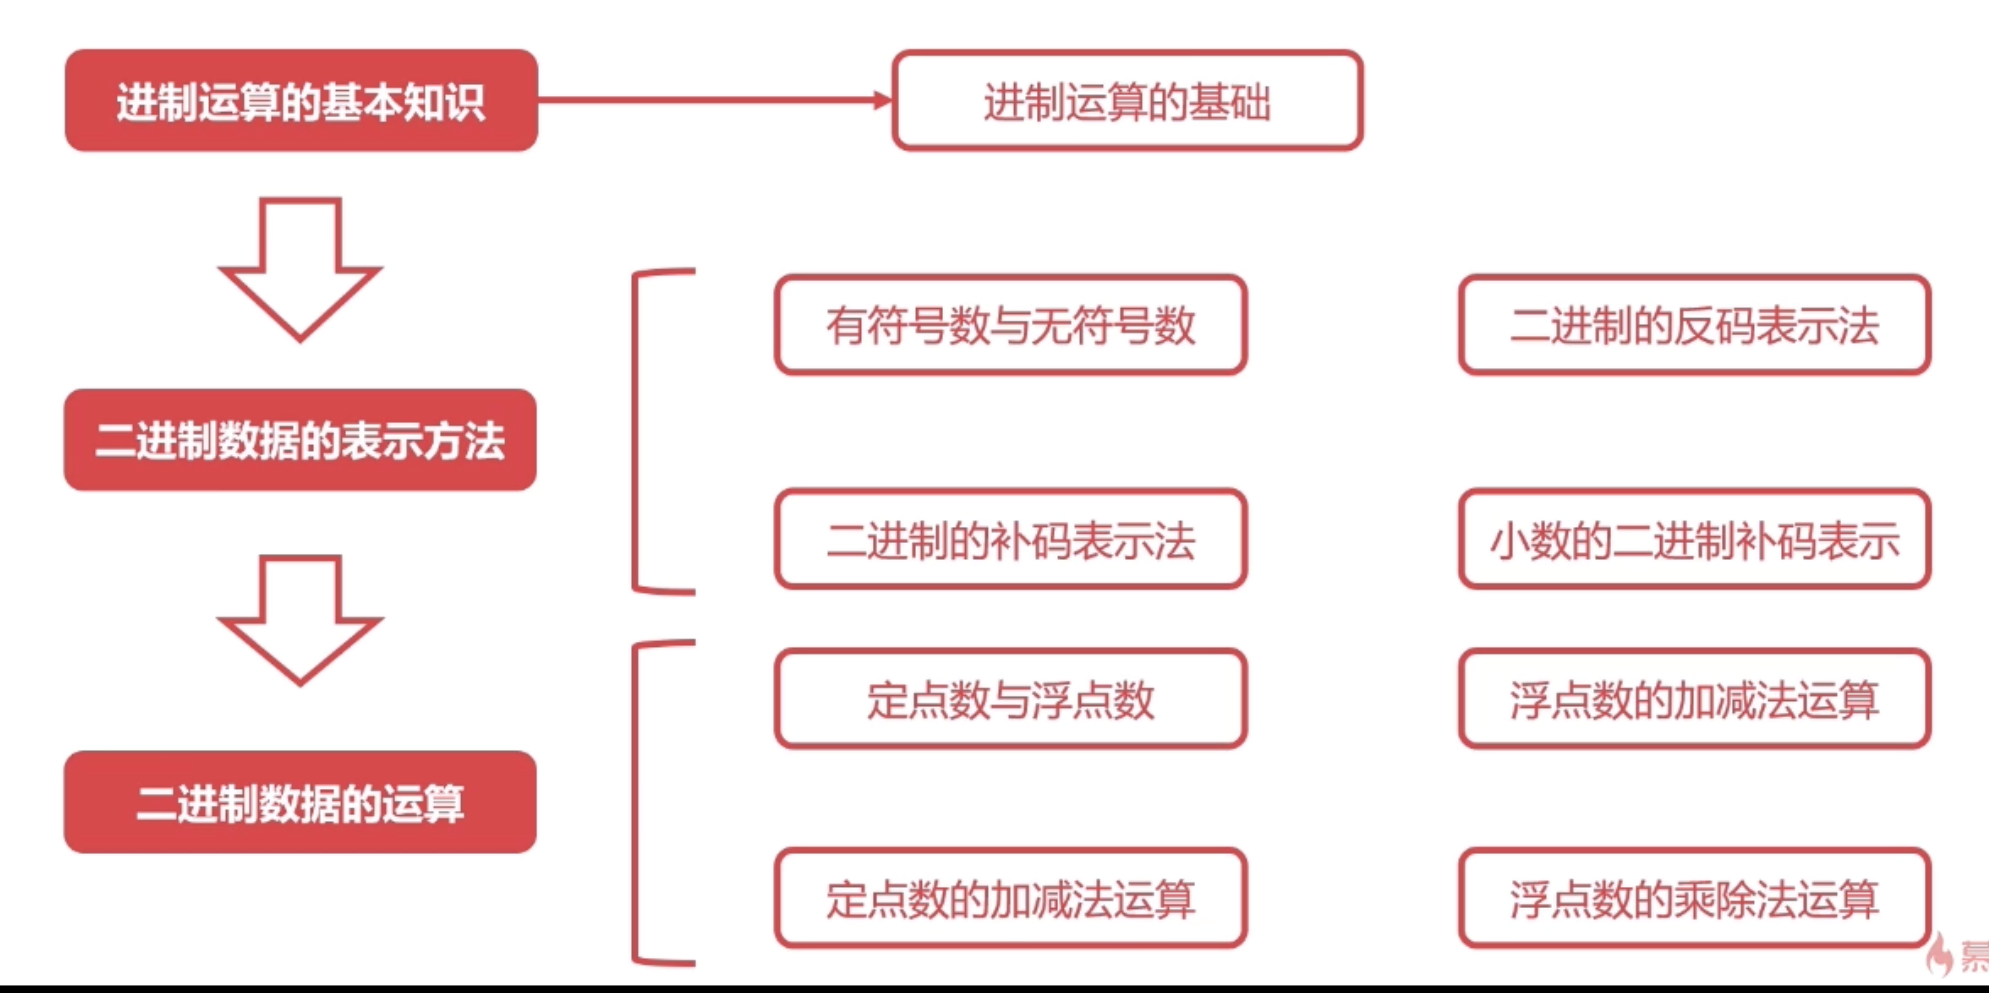 进制运算的基本知识
进制运算的基础
二进制数据的表示方法
有符号数与无符号数
二进制的反码表示法
二进制的补码表示法
小数的二进制补码表示
二进制数据的运算
定点数与浮点数
浮点数的加减法运算
定点数的加减法运算
浮点数的乘除法运算
慕